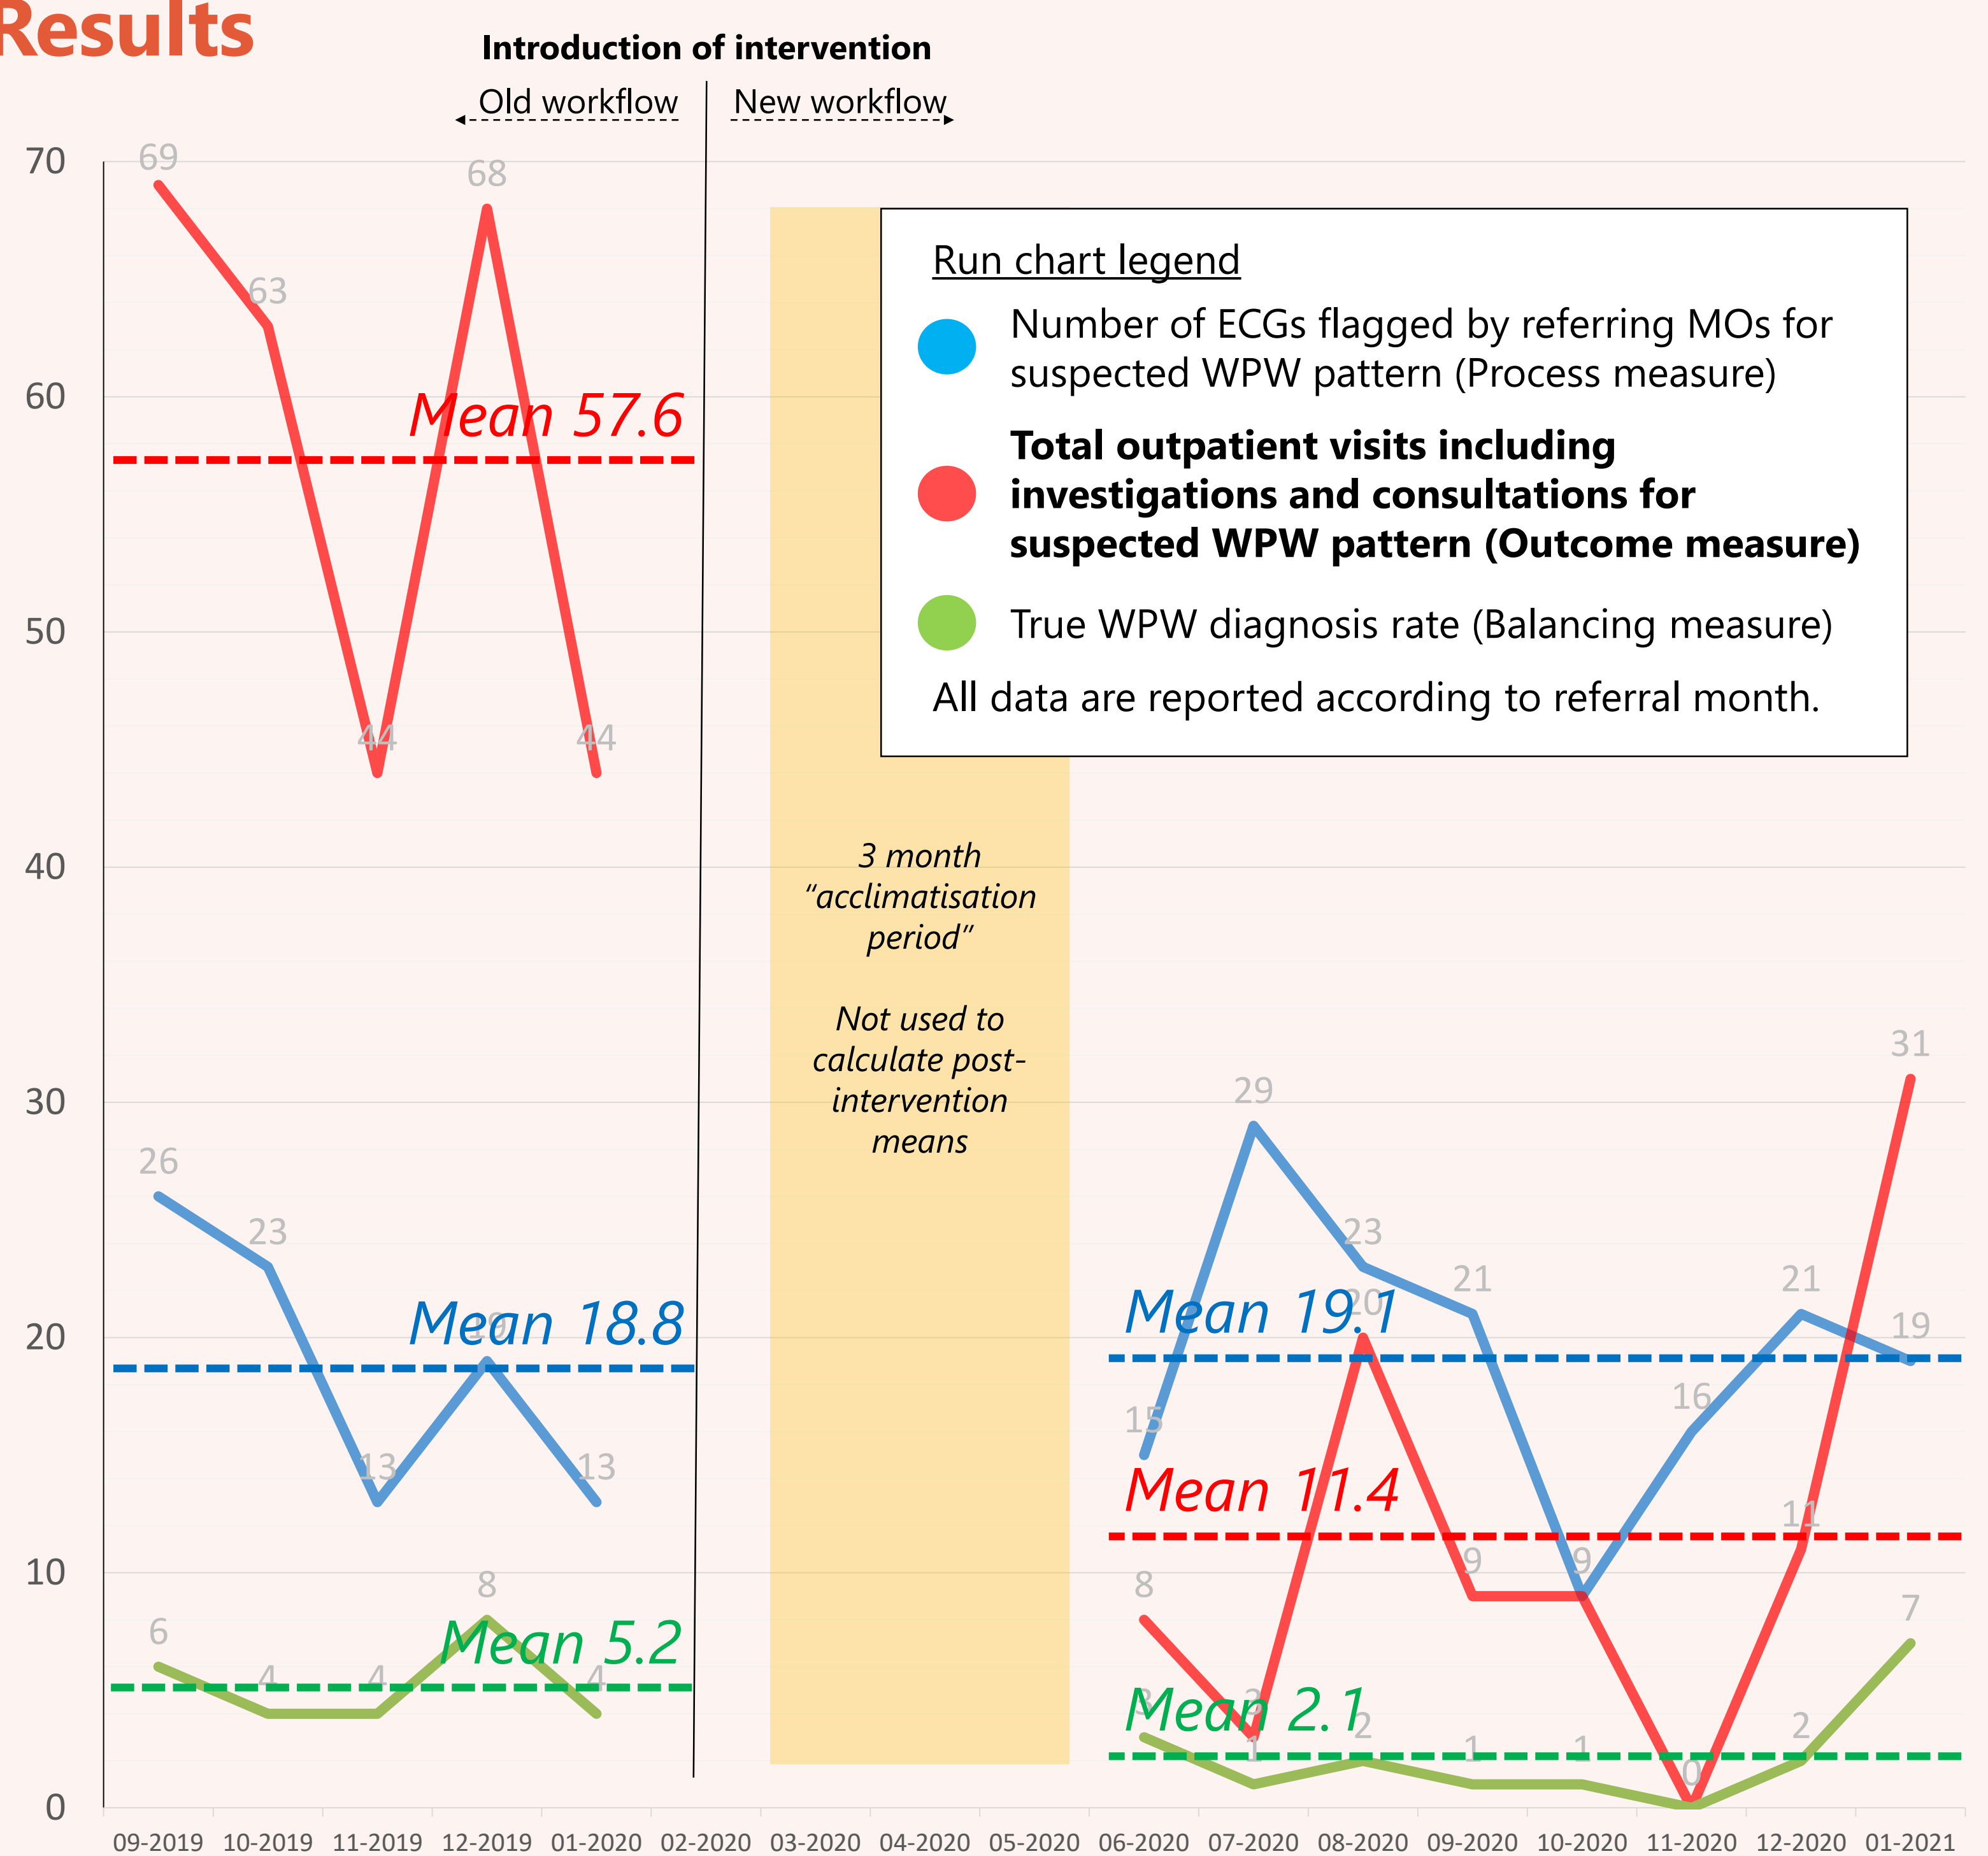 Results
Introduction of intervention
Old workflow
New workflow
70
60
50
40
30
20
10
0
69
63
44
68
44
Mean 57.6
Run chart legend
Number of ECGs flagged by referring MOs for
suspected WPW pattern (Process measure)
Total outpatient visits including
investigations and consultations for
suspected WPW pattern (Outcome measure)
True WPW diagnosis rate (Balancing measure)
All data are reported according to referral month.
3 month
“acclimatisation
period”
Not used to
calculate post-
intervention
means
26
23
13
19
13
Mean 18.8
6
4
4
8
4
Mean 5.2
15
29
23
21
9
16
21
19
Mean 19.1
8
3
20
9
0
11
31
Mean 11.4
3
1
2
1
1
2
7
Mean 2.1
09-2019 10-2019 11-2019 12-2019 01-2020 02-2020 03-2020 04-2020 05-2020 06-2020 07-2020 08-2020 09-2020 10-2020 11-2020 12-2020 01-2021